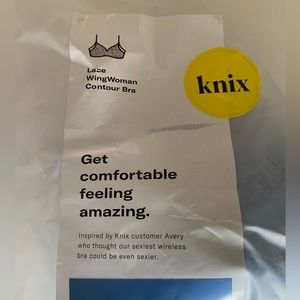 Lace
WingWoman
Contour Bra
knix
Get
comfortable
feeling
amazing.
Inspired by Knix customer Avery
who thought our sexiest wireless
bra could be even sexier.